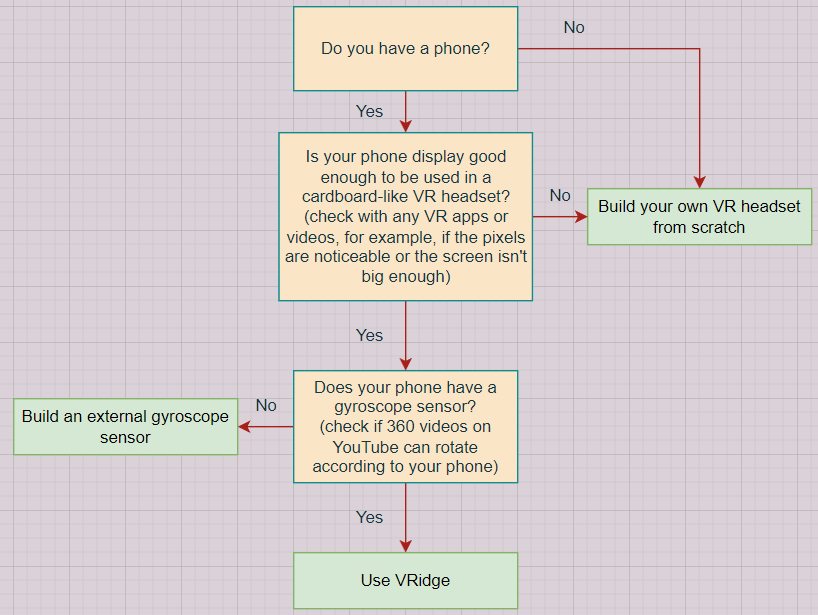 No
Do you have a phone?
Yes
Is your phone display good
enough to be used in a
cardboard-like VR headset?
(check with any VR apps or
videos, for example, if the pixels
are noticeable or the screen isn't
big enough)
No
Build your own VR headset
from scratch
Yes
Does your phone have a
gyroscope sensor?
(check if 360 videos on
YouTube can rotate
according to your phone)
No
Build an external gyroscope
sensor
Yes
Use VRidge